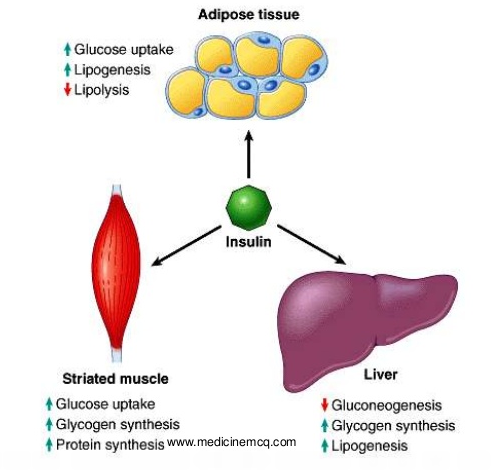 Adipose tissue
Glucose uptake
Lipogenesis
Lipolysis
Insulin
Striated muscle
Glucose uptake
Glycogen synthesis
Protein synthesis
www.medicinemcq.com
Liver
Gluconeogenesis
Glycogen synthesis
Lipogenesis